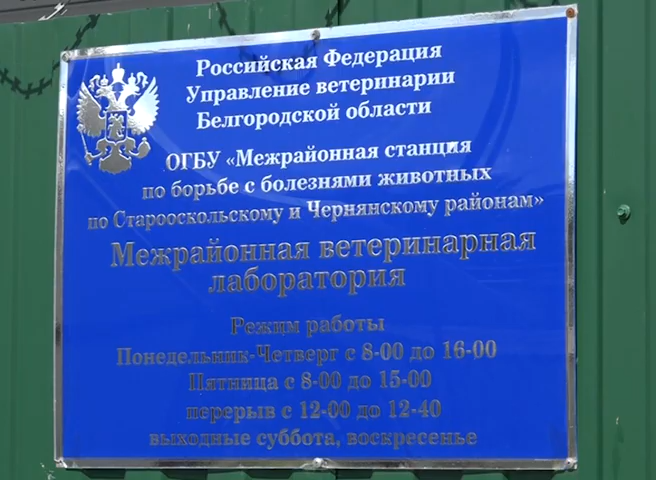 Российская Федерация
Управление ветеринарии
Белгородской области
ОГБУ «Межрайонная станция
по борьбе с болезнями животных
по Старооскольскому и Чернянскому районам»
Межрайонная ветеринарная
лаборатория
Режим работы
Понедельник-Четверг с 8-00 до 16-00
Пятница с 8-00 до 15-00
перерыв с 12-00 до 12-40
выходные суббота, воскресенье